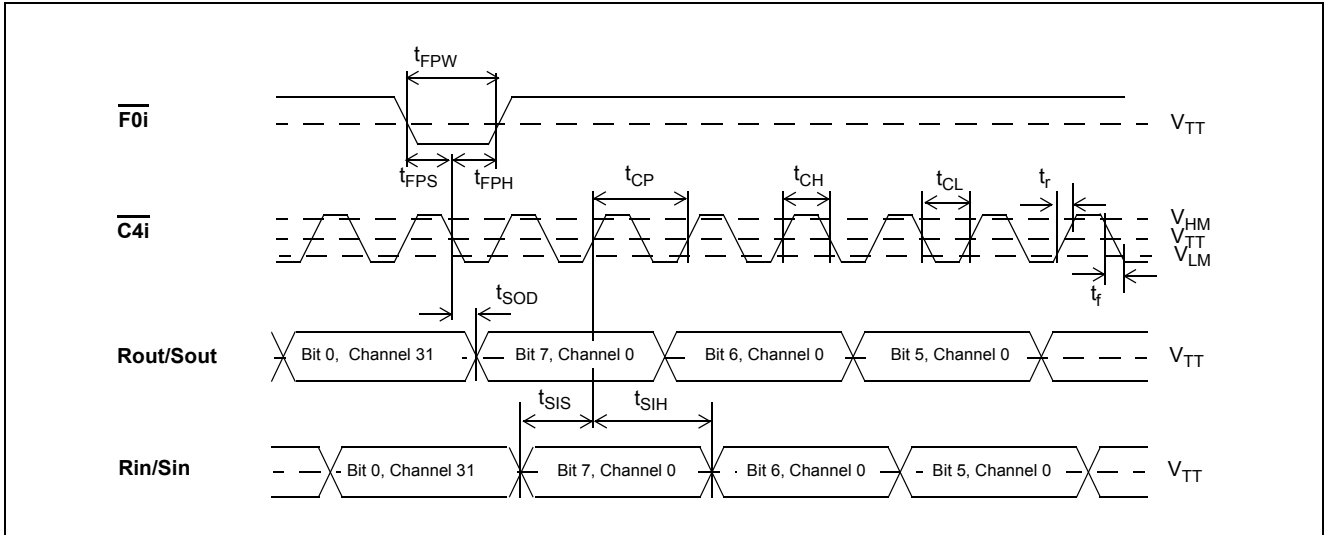 tFPW
F0i
VTT
tFPS
tFPH
tCP
tCH
tCL
tr
C4i
VHM
VTT
VLM
tf
tSOD
Rout/Sout
Bit 0, Channel 31
Bit 7, Channel 0
Bit 6, Channel 0
Bit 5, Channel 0
VTT
tSIS
tSIH
Rin/Sin
Bit 0, Channel 31
Bit 7, Channel 0
Bit 6, Channel 0
Bit 5, Channel 0
VTT